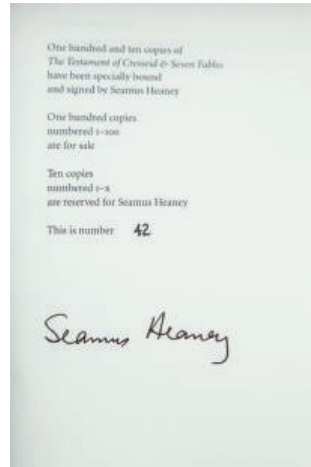 One hundred and ten copies of
The Testament of Cresseid & Seven Fables
have been specially bound
and signed by Seamus Heaney
One hundred copies
numbered 1–100
are for sale
Ten copies
numbered i–x
are reserved for Seamus Heaney
This is number 42
Seamus Heaney